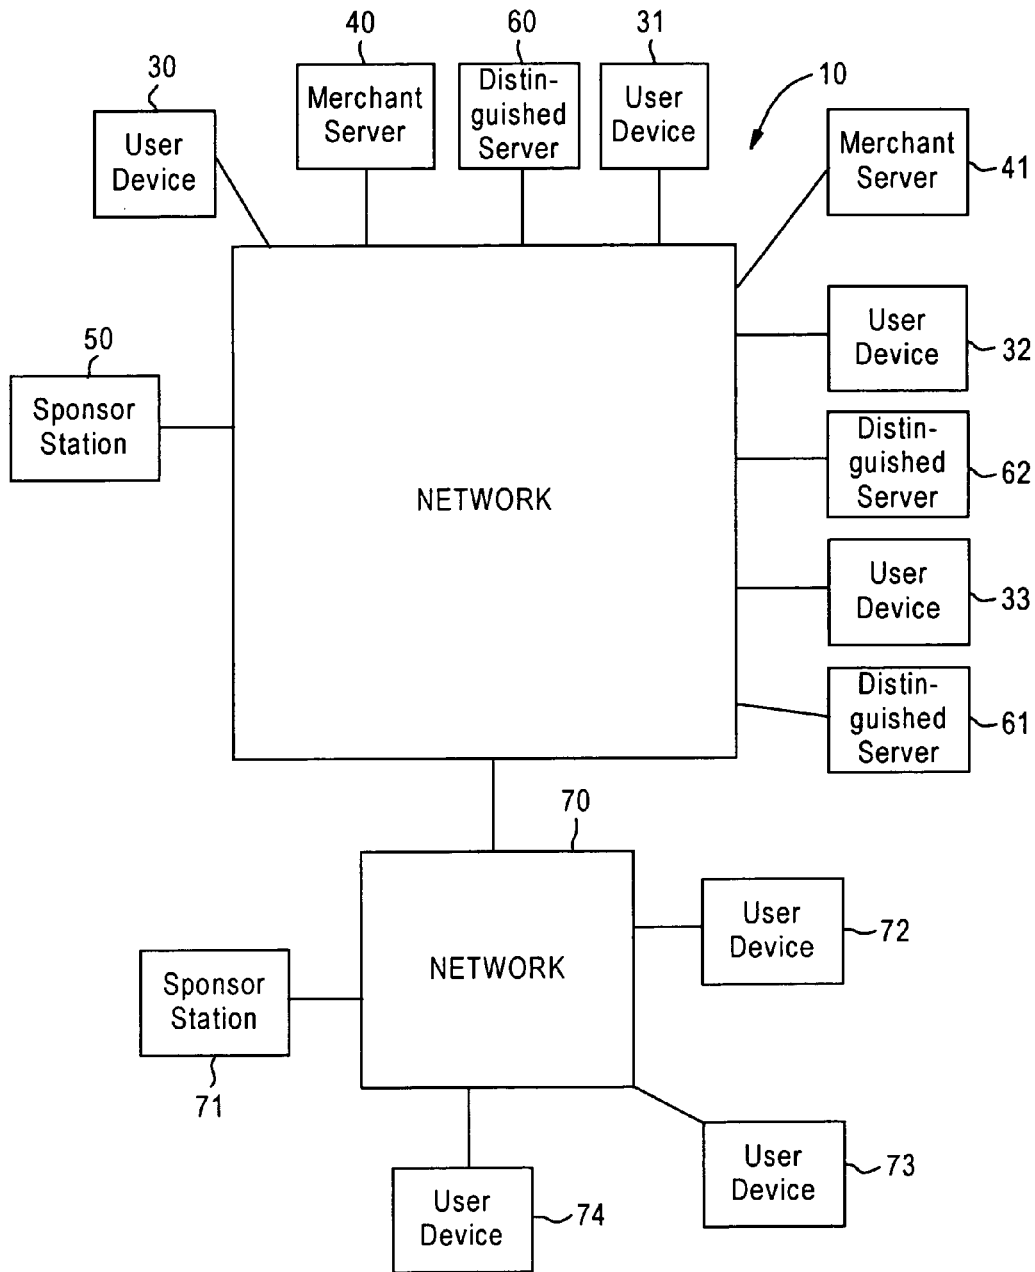 40
60
31
30
10
Merchant
Server
Distin-
guished
Server
User
Device
User
Device
Merchant
Server
41
50
User
Device
32
Sponsor
Station
Distin-
guished
Server
62
NETWORK
User
Device
33
Distin-
guished
Server
61
70
User
Device
72
NETWORK
Sponsor
Station
71
User
Device
73
User
Device
74